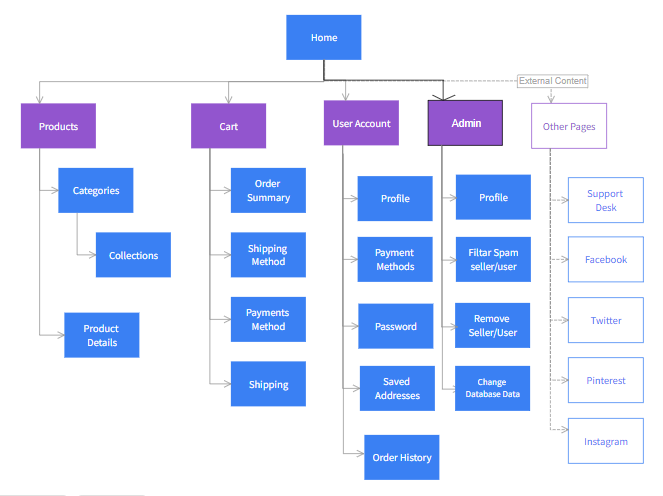 Home
External Content
Products
Cart
User Account
Admin
Other Pages
Categories
Collections
Product
Details
Order
Summary
Shipping
Method
Payments
Method
Shipping
Profile
Payment
Methods
Password
Saved
Addresses
Order History
Profile
Filtar Spam
seller/user
Remove
Seller/User
Change
Database Data
Support
Desk
Facebook
Twitter
Pinterest
Instagram